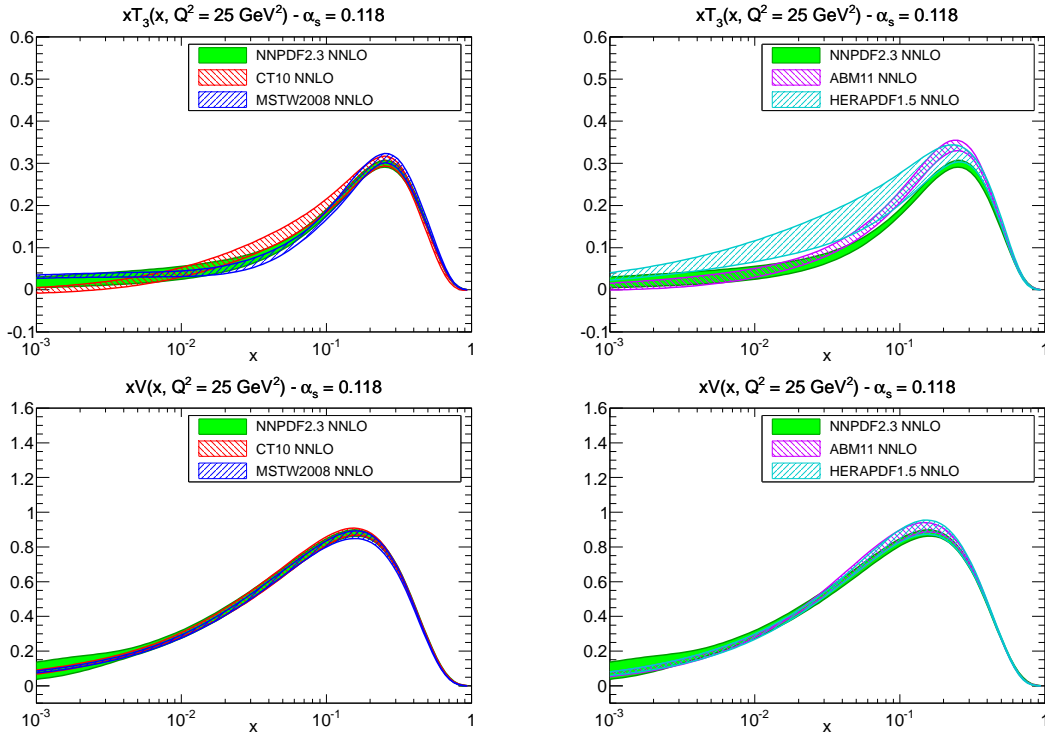 xT₃(x, Q² = 25 GeV²) - αₛ = 0.118
0.6
0.5
0.4
0.3
0.2
0.1
0
-0.1
NNPDF2.3 NNLO
CT10 NNLO
MSTW2008 NNLO
10⁻³
10⁻²
10⁻¹
1
x
xT₃(x, Q² = 25 GeV²) - αₛ = 0.118
0.6
0.5
0.4
0.3
0.2
0.1
0
-0.1
NNPDF2.3 NNLO
ABM11 NNLO
HERAPDF1.5 NNLO
10⁻³
10⁻²
10⁻¹
1
x
xV(x, Q² = 25 GeV²) - αₛ = 0.118
1.6
1.4
1.2
1
0.8
0.6
0.4
0.2
0
NNPDF2.3 NNLO
CT10 NNLO
MSTW2008 NNLO
10⁻³
10⁻²
10⁻¹
1
x
xV(x, Q² = 25 GeV²) - αₛ = 0.118
1.6
1.4
1.2
1
0.8
0.6
0.4
0.2
0
NNPDF2.3 NNLO
ABM11 NNLO
HERAPDF1.5 NNLO
10⁻³
10⁻²
10⁻¹
1
x